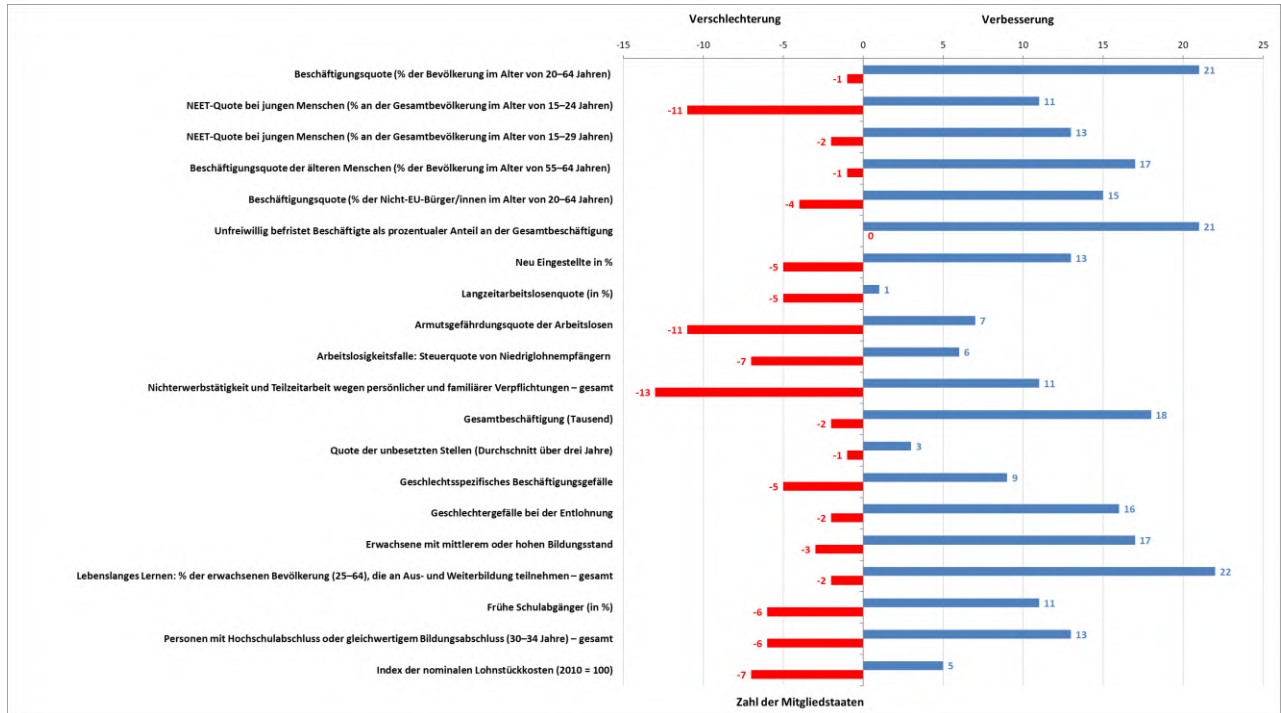 Verschlechterung Verbesserung
-15 -10 -5 0 5 10 15 20 25
Beschäftigungsquote (% der Bevölkerung im Alter von 20–64 Jahren) -1 21
NEET-Quote bei jungen Menschen (% an der Gesamtbevölkerung im Alter von 15–24 Jahren) -11 11
NEET-Quote bei jungen Menschen (% an der Gesamtbevölkerung im Alter von 15–29 Jahren) -2 13
Beschäftigungsquote der älteren Menschen (% der Bevölkerung im Alter von 55–64 Jahren) -1 17
Beschäftigungsquote (% der Nicht-EU-Bürger/innen im Alter von 20–64 Jahren) -4 15
Unfreiwillig befristet Beschäftigte als prozentualer Anteil an der Gesamtbeschäftigung 0 21
Neu Eingestellte in % -5 13
Langzeitarbeitslosenquote (in %) -5 1
Armutsgefährdungsquote der Arbeitslosen -11 7
Arbeitslosigkeitsfalle: Steuerquote von Niedriglohnempfängern -7 6
Nichterwerbstätigkeit und Teilzeitarbeit wegen persönlicher und familiärer Verpflichtungen – gesamt -13 11
Gesamtbeschäftigung (Tausend) -2 18
Quote der unbesetzten Stellen (Durchschnitt über drei Jahre) -1 3
Geschlechtsspezifisches Beschäftigungsgefälle -5 9
Geschlechtergefälle bei der Entlohnung -2 16
Erwachsene mit mittlerem oder hohen Bildungsstand -3 17
Lebenslanges Lernen: % der erwachsenen Bevölkerung (25–64), die an Aus- und Weiterbildung teilnehmen – gesamt -2 22
Frühe Schulabgänger (in %) -6 11
Personen mit Hochschulabschluss oder gleichwertigem Bildungsabschluss (30–34 Jahre) – gesamt -6 13
Index der nominalen Lohnstückkosten (2010 = 100) -7 5
Zahl der Mitgliedstaaten